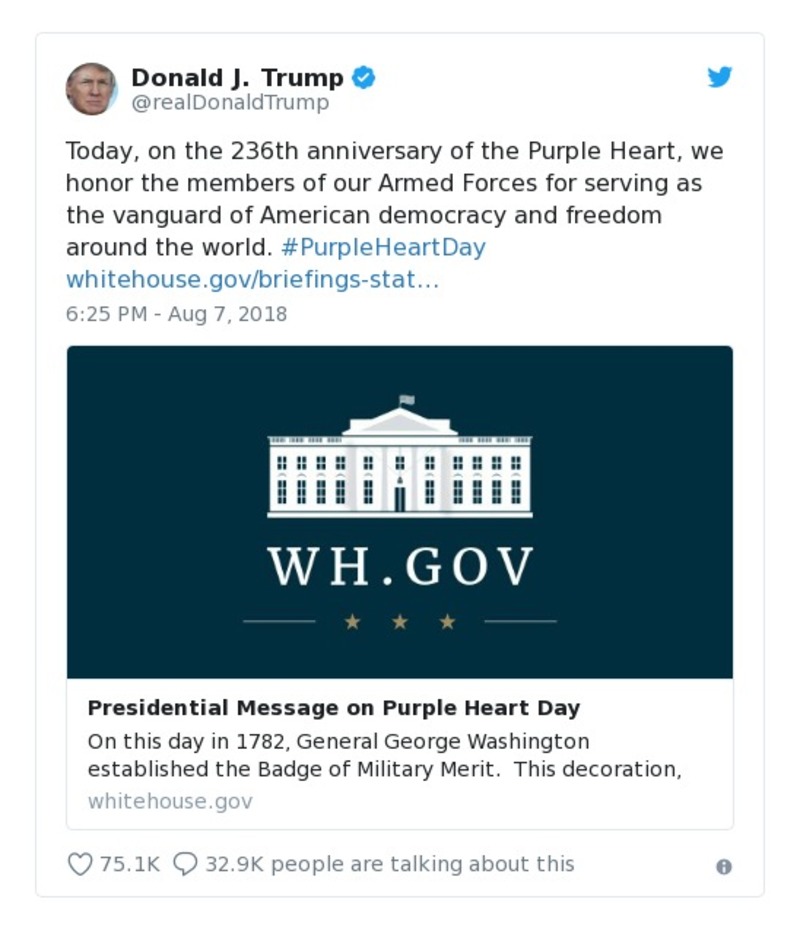 Donald J. Trump
@realDonaldTrump
Today, on the 236th anniversary of the Purple Heart, we
honor the members of our Armed Forces for serving as
the vanguard of American democracy and freedom
around the world. #PurpleHeartDay
whitehouse.gov/briefings-stat…
6:25 PM - Aug 7, 2018
WH.GOV
Presidential Message on Purple Heart Day
On this day in 1782, General George Washington
established the Badge of Military Merit.  This decoration,
whitehouse.gov
75.1K 32.9K people are talking about this